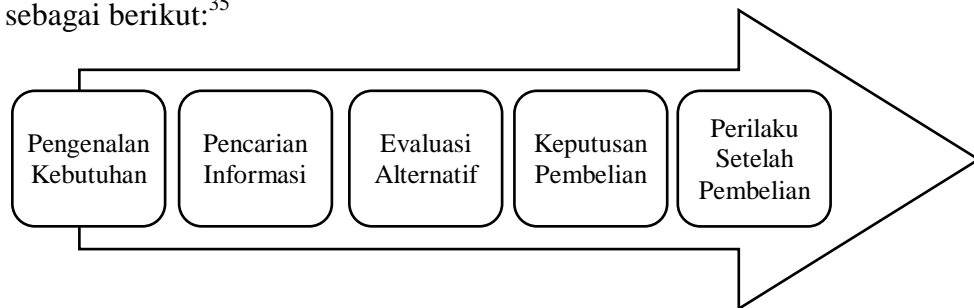 sebagai berikut:35
Pengenalan
Kebutuhan
Pencarian
Informasi
Evaluasi
Alternatif
Keputusan
Pembelian
Perilaku
Setelah
Pembelian